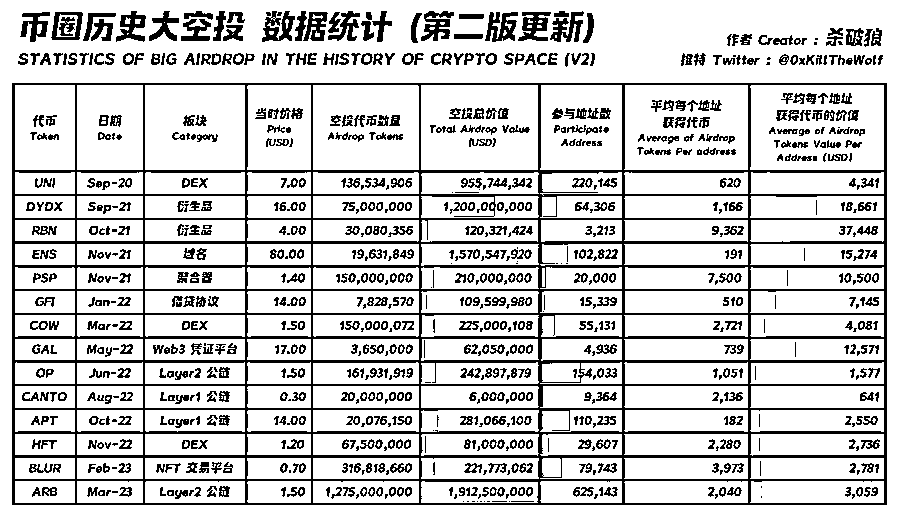 币圈历史大空投 数据统计 (第二版更新)
STATISTICS OF BIG AIRDROP IN THE HISTORY OF CRYPTO SPACE (V2)
作者 Creator : 杀破狼
推特 Twitter : @0xKillTheWolf
代币 Token 日期 Date 板块 Category 当时价格 Price (USD) 空投代币数量 Airdrop Tokens 空投总价值 Total Airdrop Value (USD) 参与地址数 Participate Address 平均每个地址 获得代币 Average of Airdrop Tokens Per address 平均每个地址 获得代币的价值 Average of Airdrop Tokens Value Per Address (USD)
UNI Sep-20 DEX 7.00 136,534,906 955,744,342 220,145 620 4,341
DYDX Sep-21 衍生品 16.00 75,000,000 1,200,000,000 64,306 1,166 18,661
RBN Oct-21 衍生品 4.00 30,080,356 120,321,424 3,213 9,362 37,448
ENS Nov-21 域名 80.00 19,631,849 1,570,547,920 102,822 191 15,274
PSP Nov-21 聚合器 1.40 150,000,000 210,000,000 20,000 7,500 10,500
GFI Jan-22 借贷协议 14.00 7,828,570 109,599,980 15,339 510 7,145
COW Mar-22 DEX 1.50 150,000,072 225,000,108 55,131 2,721 4,081
GAL May-22 Web3 凭证平台 17.00 3,650,000 62,050,000 4,936 739 12,571
OP Jun-22 Layer2 公链 1.50 161,931,919 242,897,879 154,033 1,051 1,577
CANTO Aug-22 Layer1 公链 0.30 20,000,000 6,000,000 9,364 2,136 641
APT Oct-22 Layer1 公链 14.00 20,076,150 281,066,100 110,235 182 2,550
HFT Nov-22 DEX 1.20 67,500,000 81,000,000 29,607 2,280 2,736
BLUR Feb-23 NFT 交易平台 0.70 316,818,660 221,773,062 79,743 3,973 2,781
ARB Mar-23 Layer2 公链 1.50 1,275,000,000 1,912,500,000 625,143 2,040 3,059